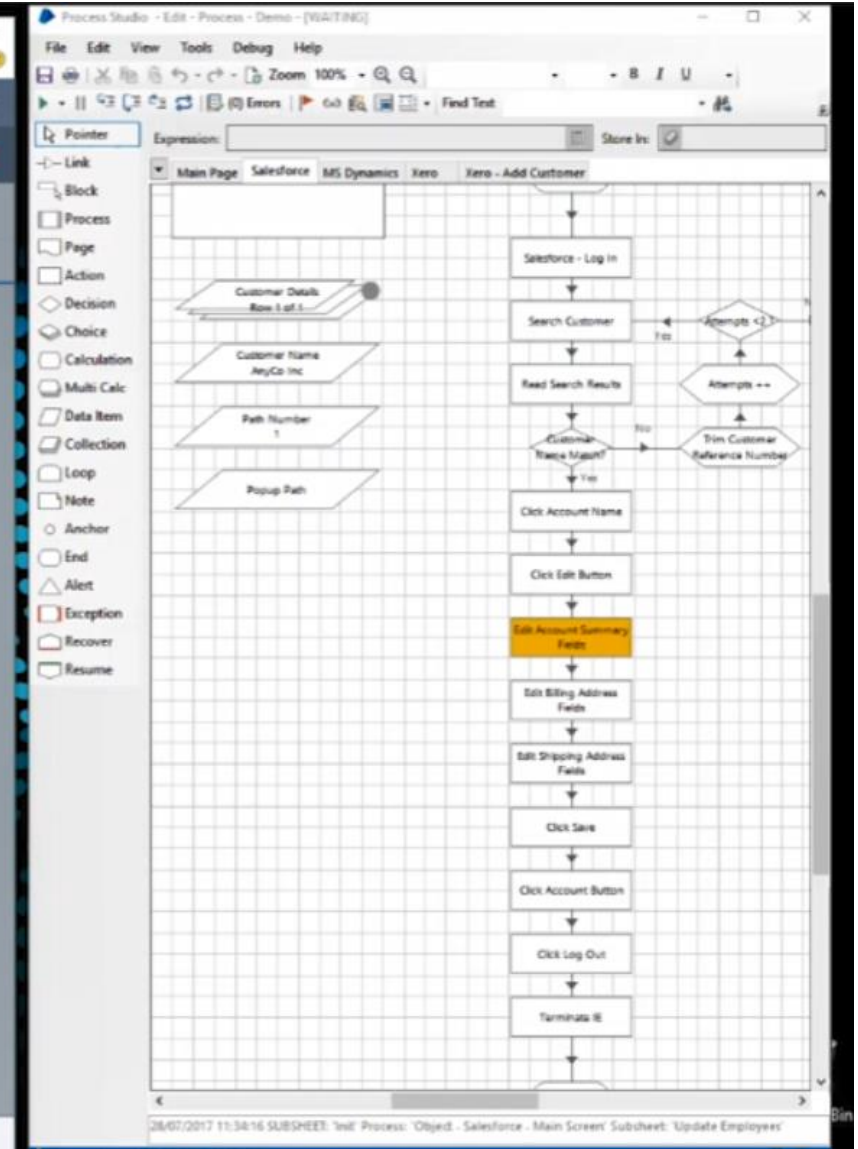 Process Studio - Edit - Process - Demo - [WAITING]
File Edit View Tools Debug Help
Zoom 100% B I U
(0) Errors Find Text
Pointer
Link
Block
Process
Page
Action
Decision
Choice
Calculation
Multi Calc
Data Item
Collection
Loop
Note
Anchor
End
Alert
Exception
Recover
Resume
Expression: Store In:
Main Page Salesforce MS Dynamics Xero Xero - Add Customer
Customer Details
Row 1 of 1
Customer Name
AnyCo Inc
Path Number
1
Popup Path
Salesforce - Log In
Search Customer
Yes
Attempts <2?
Read Search Results
Attempts ++
Customer
Name Match?
No
Trim Customer
Reference Number
Yes
Click Account Name
Click Edit Button
Edit Account Summary
Fields
Edit Billing Address
Fields
Edit Shipping Address
Fields
Click Save
Click Account Button
Click Log Out
Terminate IE
28/07/2017 11:34:16 SUBSHEET: 'Init' Process: 'Object - Salesforce - Main Screen' Subsheet: 'Update Employees'
Bin